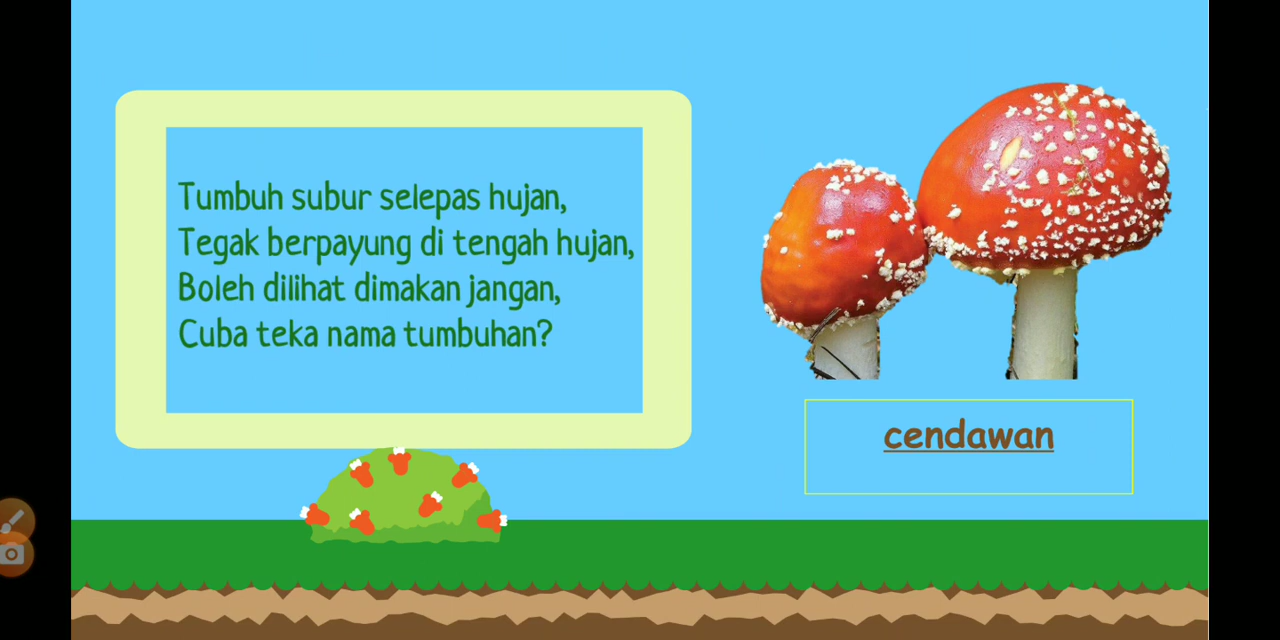 Tumbuh subur selepas hujan,
Tegak berpayung di tengah hujan,
Boleh dilihat dimakan jangan,
Cuba teka nama tumbuhan?
cendawan